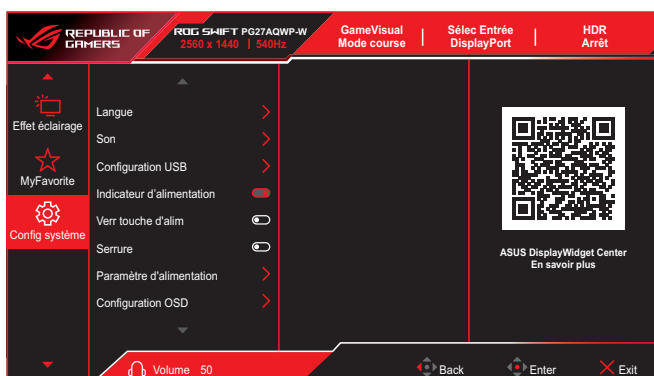 REPUBLIC OF
GAMERS
ROG SWIFT PG27AQWP-W
2560 x 1440 | 540Hz
GameVisual
Mode course
Sélec Entrée
DisplayPort
HDR
Arrêt
Effet éclairage
MyFavorite
Config système
Langue
Son
Configuration USB
Indicateur d’alimentation
Verr touche d'alim
Serrure
Paramètre d'alimentation
Configuration OSD
ASUS DisplayWidget Center
En savoir plus
Volume 50
Back
Enter
Exit